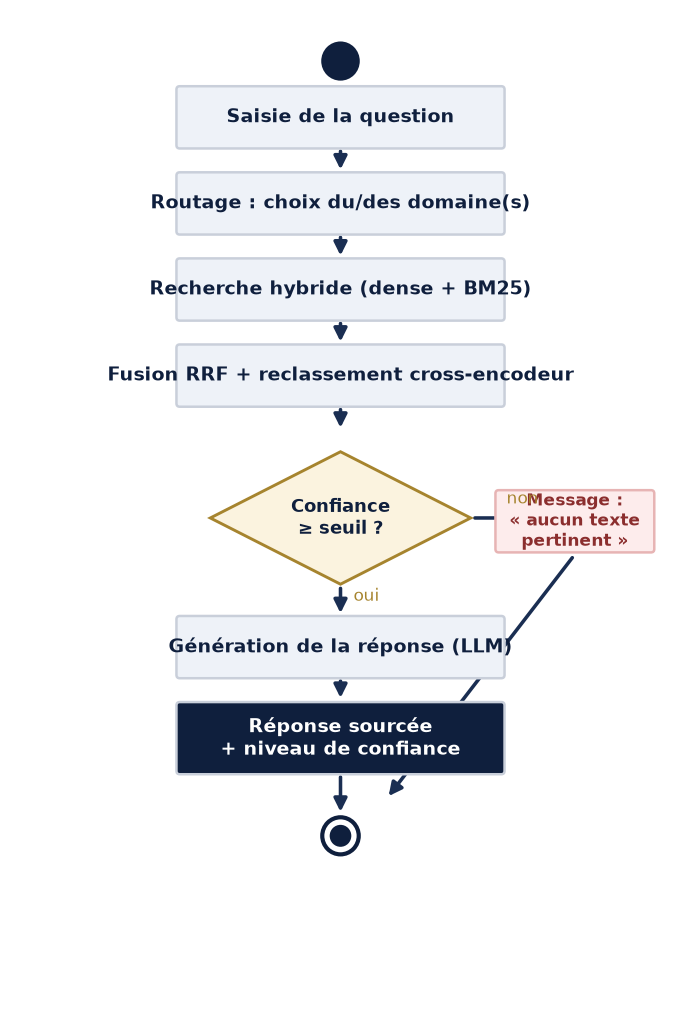 Saisie de la question
Routage : choix du/des domaine(s)
Recherche hybride (dense + BM25)
Fusion RRF + reclassement cross-encodeur
Confiance
≥ seuil ?
non
Message :
« aucun texte
pertinent »
oui
Génération de la réponse (LLM)
Réponse sourcée
+ niveau de confiance